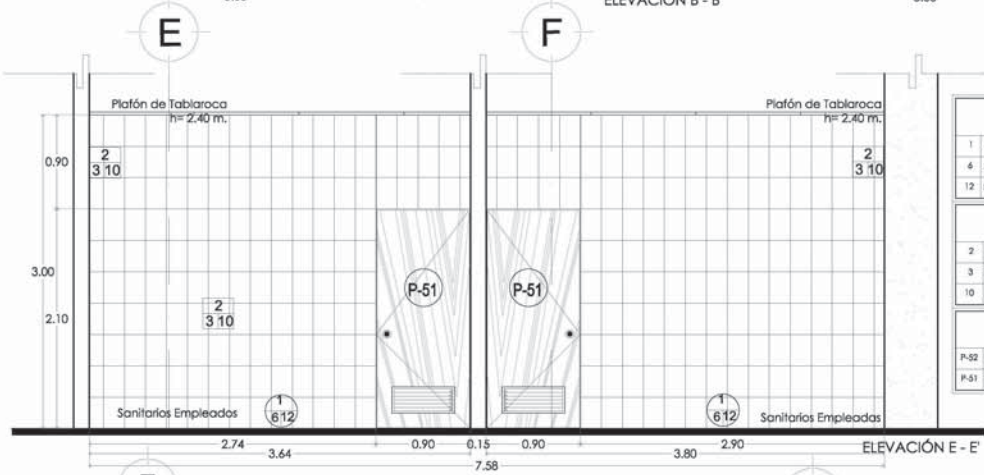 ELEVACIÓN B - B
E
F
Plafón de Tablaroca
h= 2.40 m.
Plafón de Tablaroca
h= 2.40 m.
0.90
2
3 10
2
3 10
1
6
12
2
3
10
3.00
2.10
P-51
P-51
2
3 10
P-52
P-51
Sanitarios Empleados
1
6 12
1
6 12
Sanitarios Empleadas
2.74
0.90
0.15
0.90
2.90
ELEVACIÓN E - E'
3.64
3.80
7.58